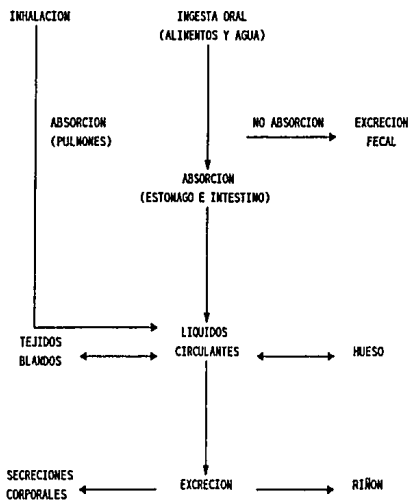 INHALACION
INGESTA ORAL
(ALIMENTOS Y AGUA)
ABSORCION
(PULMONES)
NO ABSORCION
EXCRECION
FECAL
ABSORCION
(ESTOMAGO E INTESTINO)
TEJIDOS
BLANDOS
LIQUIDOS
CIRCULANTES
HUESO
SECRECIONES
CORPORALES
EXCRECION
RIÑON